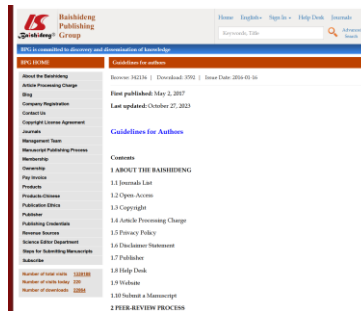 Baishideng
Publishing
Baishideng® Group
Home English Sign In Help Desk Journals
Keywords, Title
Advanced
Search
BPG is committed to discovery and dissemination of knowledge
BPG HOME
About the Baishideng
Article Processing Charge
Blog
Company Registration
Contact Us
Copyright License Agreement
Journals
Management Team
Manuscript Publishing Process
Membership
Ownership
Pay Invoice
Products
Products-Chinese
Publication Ethics
Publisher
Publishing Credentials
Revenue Sources
Science Editor Department
Steps for Submitting Manuscripts
Subscribe
Number of total visits
Number of visits today
Number of downloads
Guidelines for Authors
Browse: 342136 | Download: 3792 | Issue Date: 2016-01-16
First published: May 2, 2017
Last updated: October 27, 2023
Guidelines for Authors
Contents
1 ABOUT THE BAISHIDENG
1.1 Journals List
1.2 Open-Access
1.3 Copyright
1.4 Article Processing Charge
1.5 Privacy Policy
1.6 Disclaimer Statement
1.7 Publisher
1.8 Help Desk
1.9 Website
1.10 Submit a Manuscript
2 PEER-REVIEW PROCESS